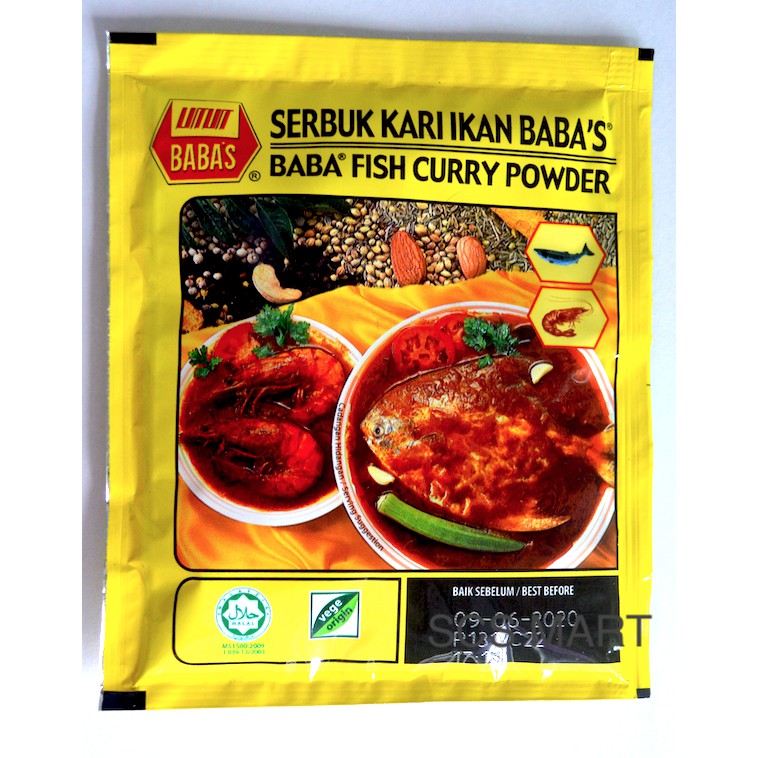 BABA'S
®
SERBUK KARI IKAN BABA'S®
BABA® FISH CURRY POWDER
Cadangan Hidangan / Serving Suggestion
حلال
HALAL
MS1500:2009
vege
origin
BAIK SEBELUM / BEST BEFORE
09-06-2020